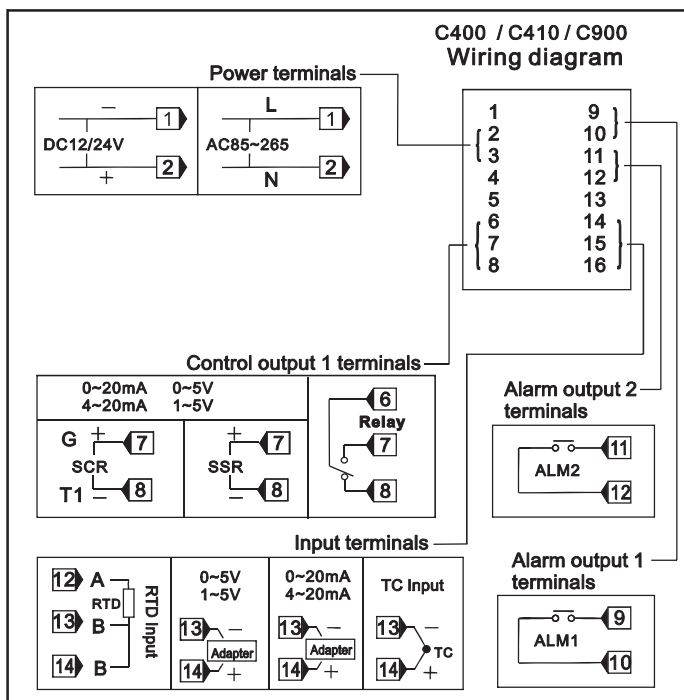 C400 / C410 / C900
Wiring diagram
Power terminals
− 1
DC12/24V
+ 2
L 1
AC85~265
N 2
1 9
2 10
3 11
4 12
5 13
6 14
7 15
8 16
Control output 1 terminals
0~20mA 0~5V
4~20mA 1~5V
G + 7
SCR
T1 − 8
+ 7
SSR
− 8
6
Relay
7
8
Alarm output 2
terminals
11
ALM2
12
Input terminals
12 A
RTD
13 B
14 B
RTD Input
0~5V
1~5V
13 −
Adapter
14 +
0~20mA
4~20mA
13 −
Adapter
14 +
TC Input
13 −
TC
14 +
Alarm output 1
terminals
9
ALM1
10